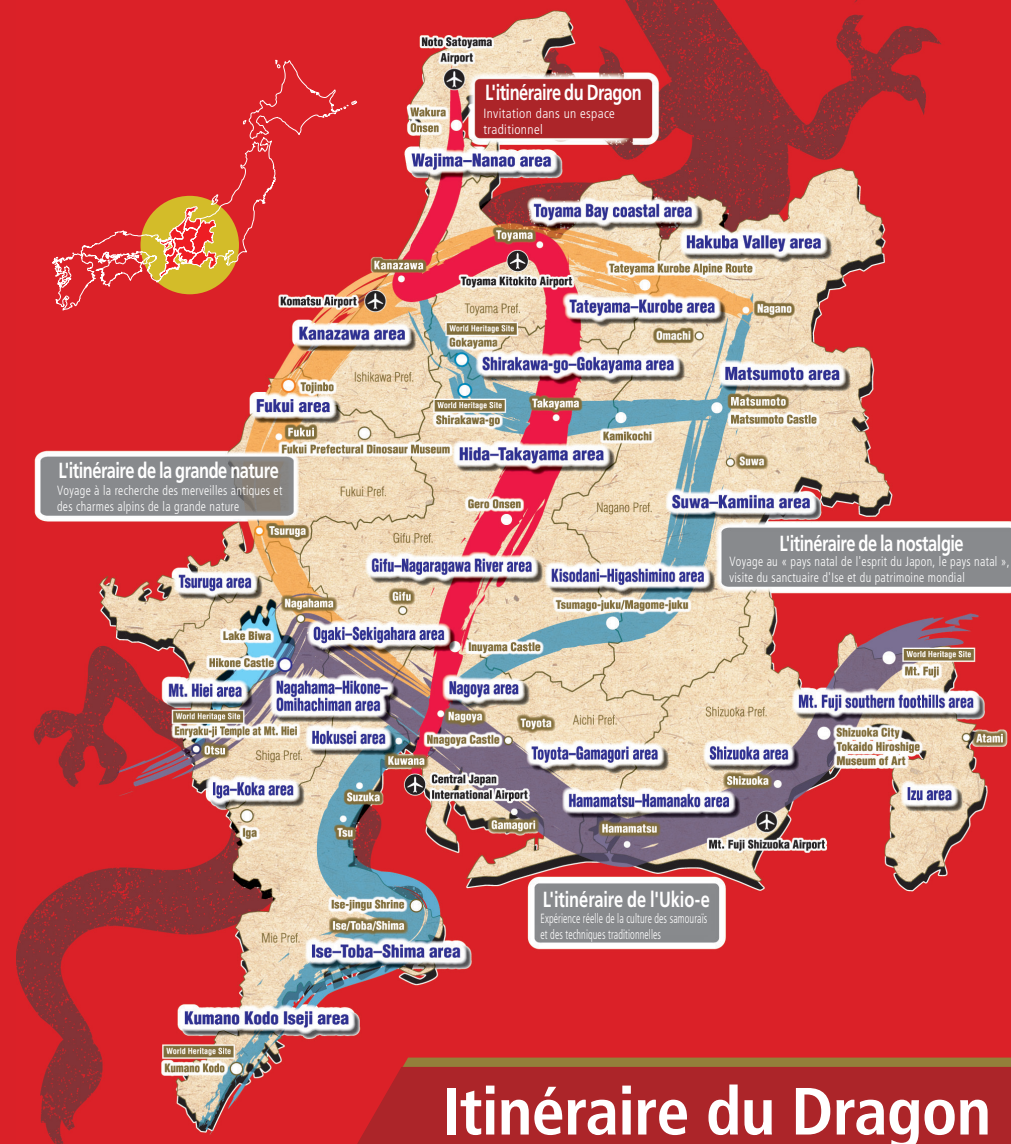 Noto Satoyama
Airport
L'itinéraire du Dragon
Invitation dans un espace
traditionnel
Wakura
Onsen
Wajima–Nanao area
Toyama Bay coastal area
Toyama
Hakuba Valley area
Kanazawa
Tateyama Kurobe Alpine Route
Toyama Kitokito Airport
Komatsu Airport
Toyama Pref.
Tateyama–Kurobe area
Nagano
Kanazawa area
World Heritage Site
Gokayama
Omachi
Shirakawa-go–Gokayama area
Ishikawa Pref.
Matsumoto area
Tojinbo
Fukui area
World Heritage Site
Shirakawa-go
Takayama
Matsumoto
Matsumoto Castle
Kamikochi
Fukui
Fukui Prefectural Dinosaur Museum
Hida–Takayama area
Suwa
L'itinéraire de la grande nature
Voyage à la recherche des merveilles antiques et
des charmes alpins de la grande nature
Fukui Pref.
Gero Onsen
Nagano Pref.
Suwa–Kamiina area
Tsuruga
Gifu Pref.
L'itinéraire de la nostalgie
Voyage au « pays natal de l'esprit du Japon, le pays natal »,
visite du sanctuaire d'Ise et du patrimoine mondial
Gifu–Nagaragawa River area
Kisodani–Higashimino area
Tsuruga area
Gifu
Tsumago-juku/Magome-juku
Nagahama
Lake Biwa
Ogaki–Sekigahara area
Inuyama Castle
Hikone Castle
World Heritage Site
Mt. Fuji
Mt. Hiei area
Nagahama–Hikone–
Omihachiman area
Nagoya area
Mt. Fuji southern foothills area
World Heritage Site
Enryaku-ji Temple at Mt. Hiei
Nagoya
Toyota
Aichi Pref.
Shizuoka Pref.
Otsu
Shiga Pref.
Hokusei area
Nnagoya Castle
Shizuoka City
Tokaido Hiroshige
Museum of Art
Atami
Kuwana
Toyota–Gamagori area
Shizuoka area
Iga–Koka area
Suzuka
Central Japan
International Airport
Shizuoka
Izu area
Hamamatsu–Hamanako area
Iga
Tsu
Gamagori
Hamamatsu
Mt. Fuji Shizuoka Airport
L'itinéraire de l'Ukio-e
Expérience réelle de la culture des samouraïs
et des techniques traditionnelles
Ise-jingu Shrine
Ise/Toba/Shima
Mie Pref.
Ise–Toba–Shima area
Kumano Kodo Iseji area
World Heritage Site
Kumano Kodo
Itinéraire du Dragon